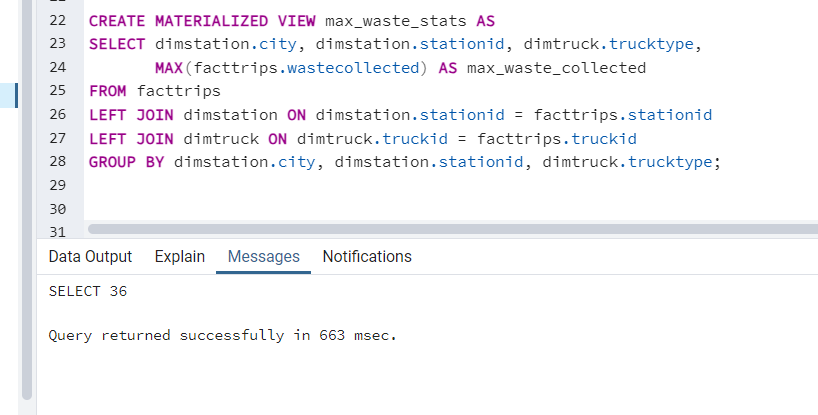 22 CREATE MATERIALIZED VIEW max_waste_stats AS
23 SELECT dimstation.city, dimstation.stationid, dimtruck.trucktype,
24 MAX(facttrips.wastecollected) AS max_waste_collected
25 FROM facttrips
26 LEFT JOIN dimstation ON dimstation.stationid = facttrips.stationid
27 LEFT JOIN dimtruck ON dimtruck.truckid = facttrips.truckid
28 GROUP BY dimstation.city, dimstation.stationid, dimtruck.trucktype;
29
30
31
Data Output Explain Messages Notifications
SELECT 36
Query returned successfully in 663 msec.